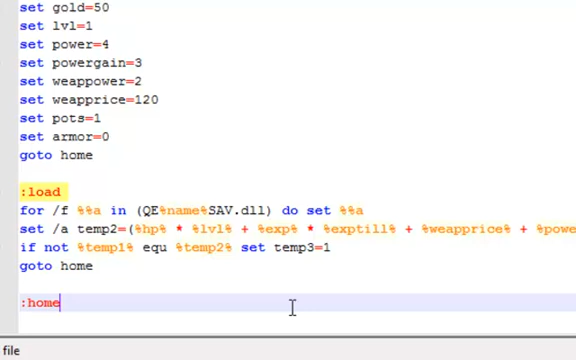 set gold=50
set lvl=1
set power=4
set powergain=3
set weappower=2
set weapprice=120
set pots=1
set armor=0
goto home
:load
for /f %%a in (QE%name%SAV.dll) do set %%a
set /a temp2=(%hp% * %lvl% + %exp% * %exptill% + %weapprice% + %powe
if not %temp1% equ %temp2% set temp3=1
goto home
:home
file